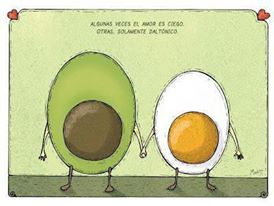 ALGUNAS VECES EL AMOR ES CIEGO.
OTRAS, SOLAMENTE DALTÓNICO.